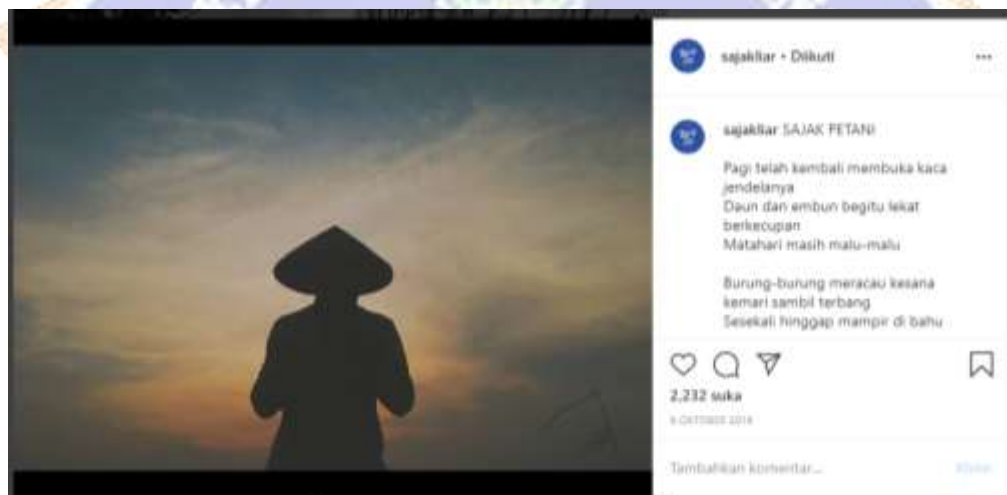 sajakliar • Diikuti
sajakliar SAJAK PETANI
Pagi telah kembali membuka kaca
jendelanya
Daun dan embun begitu lekat
berkecupan
Matahari masih malu-malu
Burung-burung meracau kesana
kemari sambil terbang
Sesekali hinggap mampir di bahu
2,232 suka
OKTOBER
Tambahkan komentar...